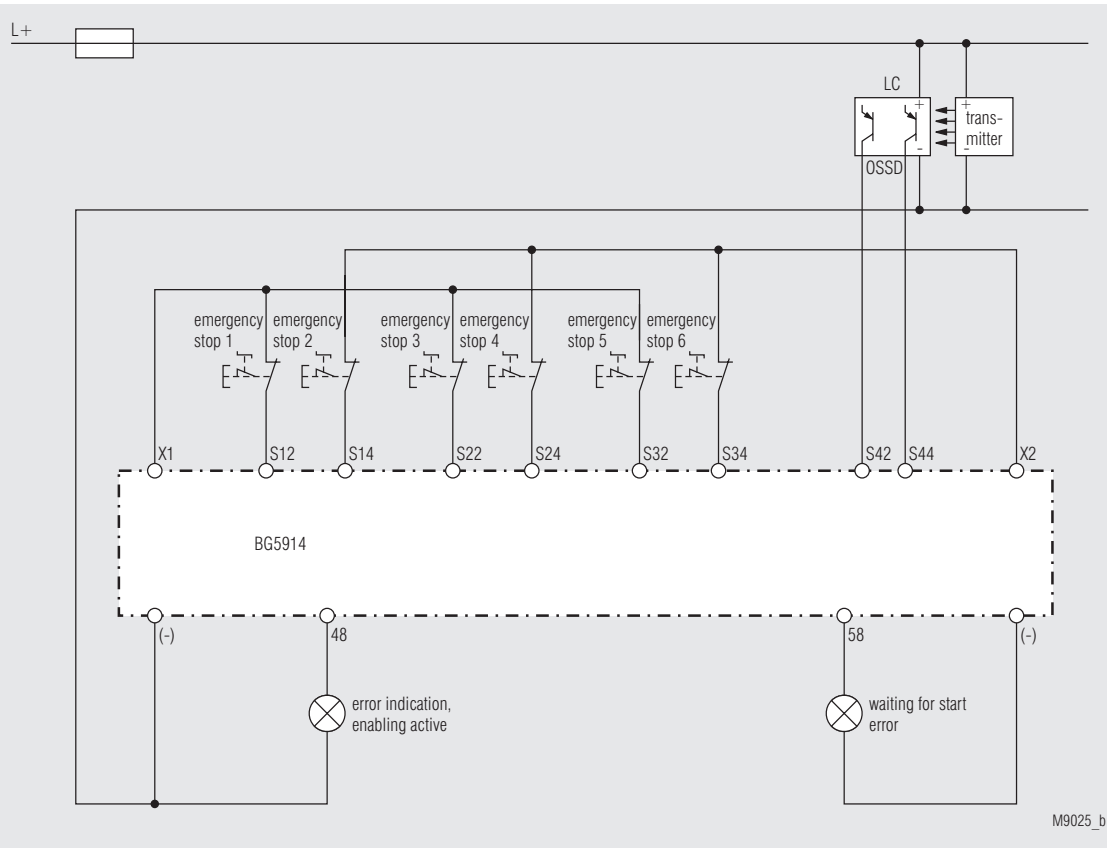 L+
LC
+
+
trans-
mitter
-
-
OSSD
emergency
stop 1
emergency
stop 2
emergency
stop 3
emergency
stop 4
emergency
stop 5
emergency
stop 6
X1
S12
S14
S22
S24
S32
S34
S42
S44
X2
BG5914
(-)
48
58
(-)
error indication,
enabling active
waiting for start
error
M9025_b